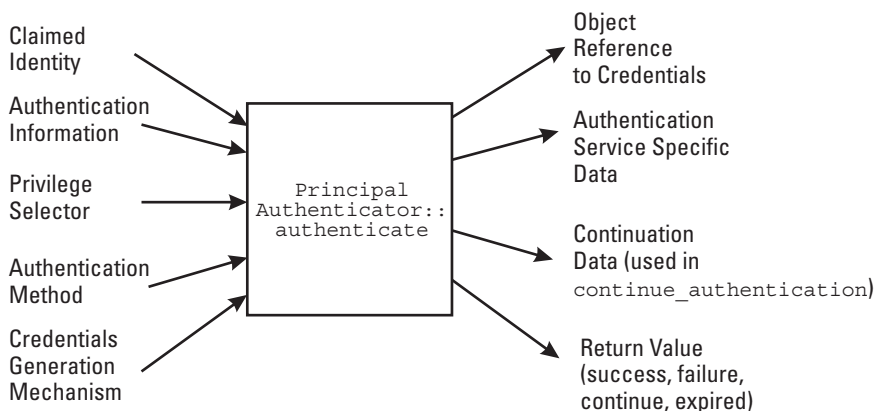 Claimed
Identity
Authentication
Information
Privilege
Selector
Authentication
Method
Credentials
Generation
Mechanism
Principal
Authenticator::
authenticate
Object
Reference
to Credentials
Authentication
Service Specific
Data
Continuation
Data (used in
continue_authentication)
Return Value
(success, failure,
continue, expired)